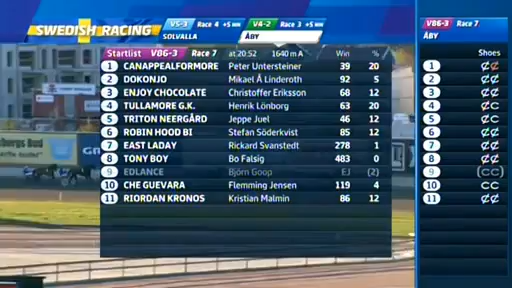 SWEDISH RACING
V5-3 Race 4 +5 MIN
SOLVALLA
V4-2 Race 3 +5 MIN
ÅBY
V86-3 Race 7
ÅBY
Startlist V86-3 Race 7 at 20:52 1640 m A WIN %
Shoes
1 CANAPPEALFORMORE Peter Untersteiner 39 20
2 DOKONJO Mikael Å Linderoth 92 5
3 ENJOY CHOCOLATE Christoffer Eriksson 68 12
4 TULLAMORE G.K. Henrik Lönborg 63 20
5 TRITON NEERGÅRD Jeppe Juel 46 12
6 ROBIN HOOD BI Stefan Söderkvist 85 12
7 EAST LADAY Rickard Svanstedt 278 1
8 TONY BOY Bo Falsig 483 0
9 EDLANCE Björn Goop EJ (2)
10 CHE GUEVARA Flemming Jensen 119 4
11 RIORDAN KRONOS Kristian Malmin 86 12
1 ₵ ₵
2 ₵ ₵
3 ₵ ₵
4 ₵ C
5 ₵ ₵
6 ₵ ₵
7 ₵ ₵
8 ₵ ₵
9 (C C)
10 C C
11 ₵ ₵